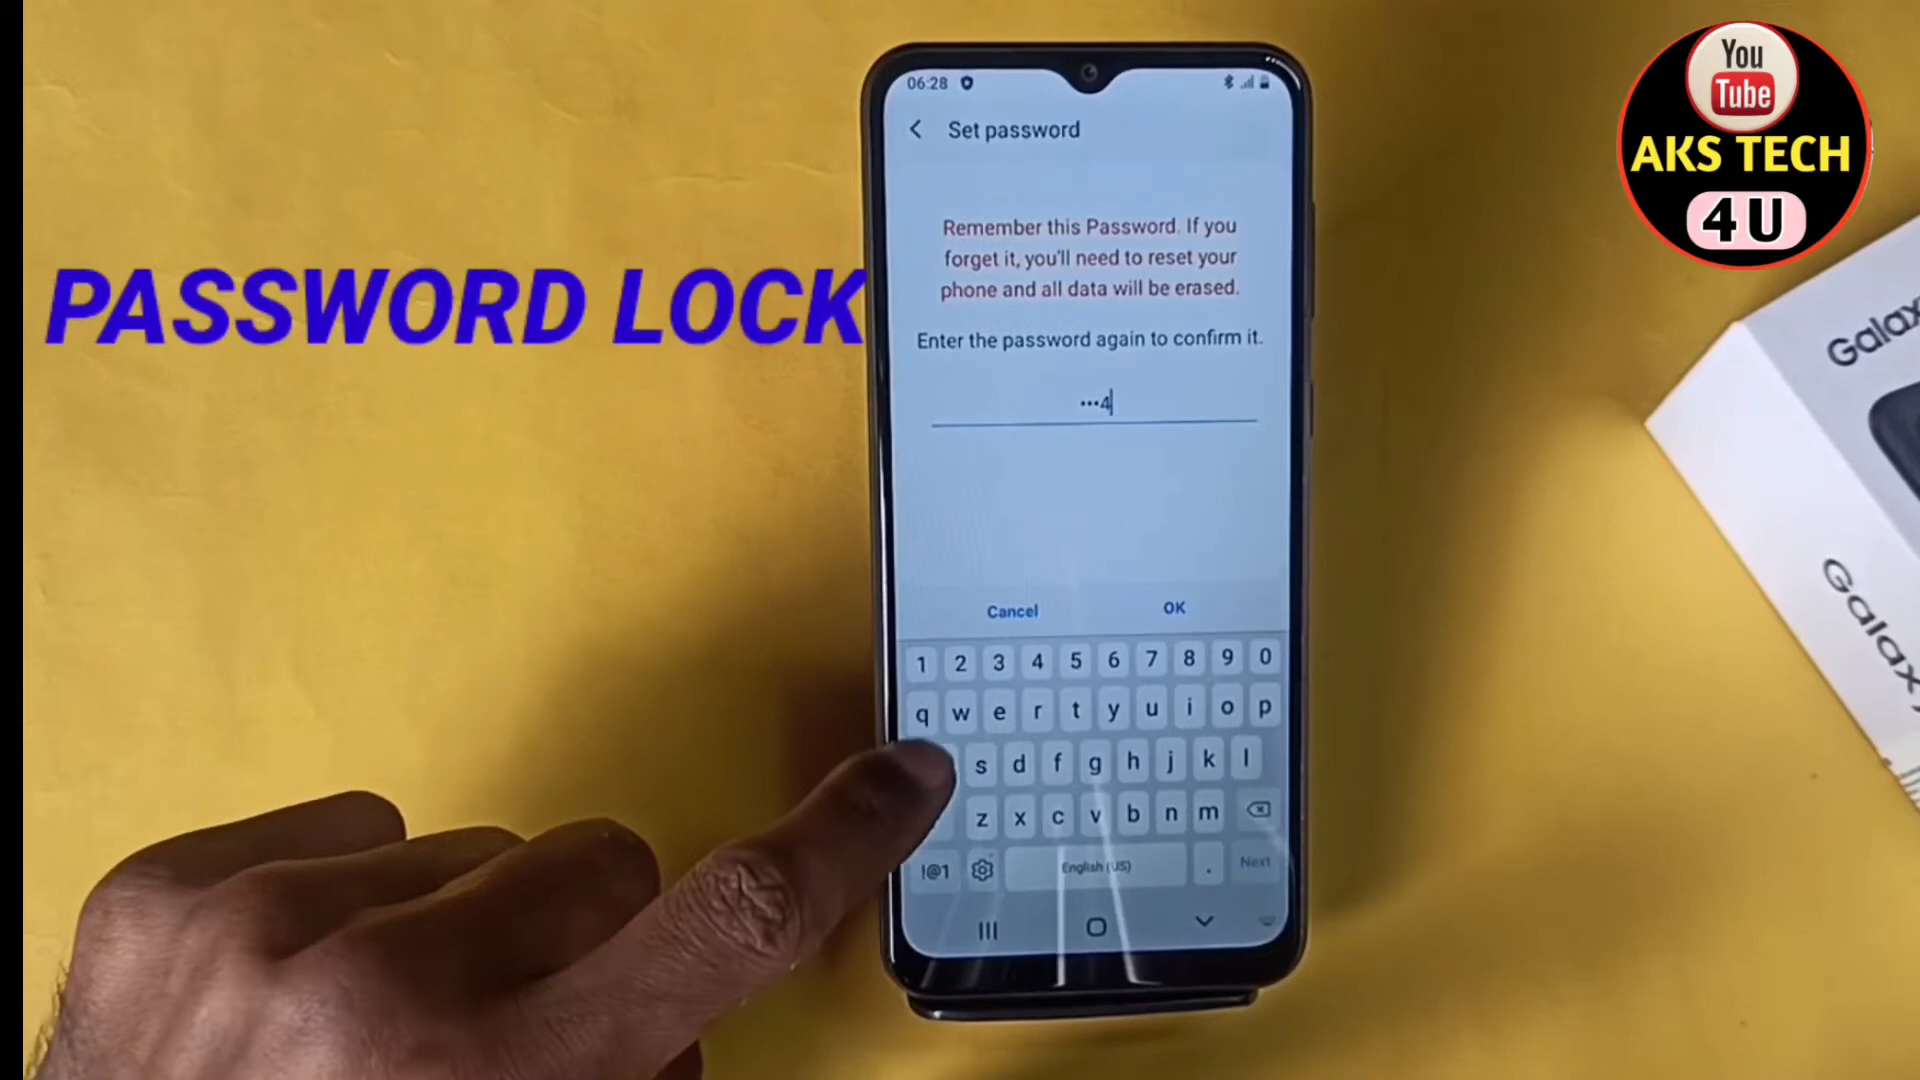 PASSWORD LOCK
06:28
Set password
Remember this Password. If you
forget it, you'll need to reset your
phone and all data will be erased.
Enter the password again to confirm it.
•••4
Cancel OK
1 2 3 4 5 6 7 8 9 0
q w e r t y u i o p
s d f g h j k l
z x c v b n m
!@1 English (US) . Next
You
Tube
AKS TECH
4U
Galax
Galaxy